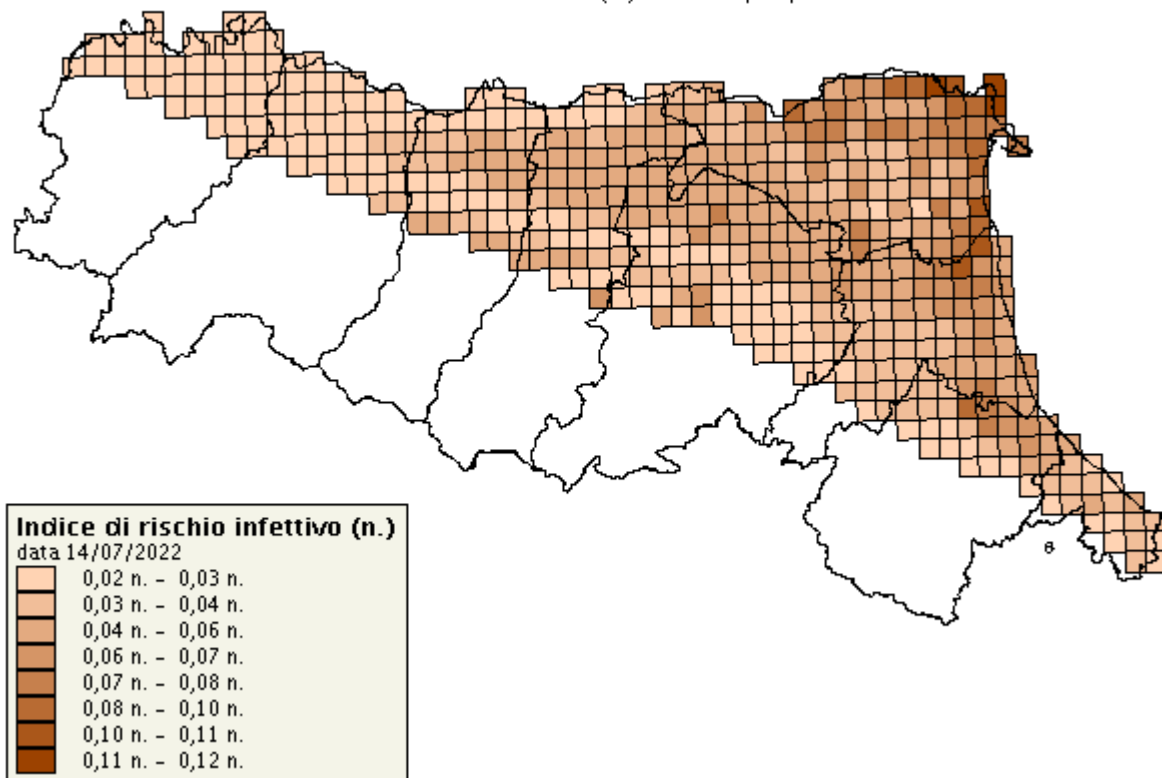 Indice di rischio infettivo (n.)
data 14/07/2022
0,02 n. - 0,03 n.
0,03 n. - 0,04 n.
0,04 n. - 0,06 n.
0,06 n. - 0,07 n.
0,07 n. - 0,08 n.
0,08 n. - 0,10 n.
0,10 n. - 0,11 n.
0,11 n. - 0,12 n.